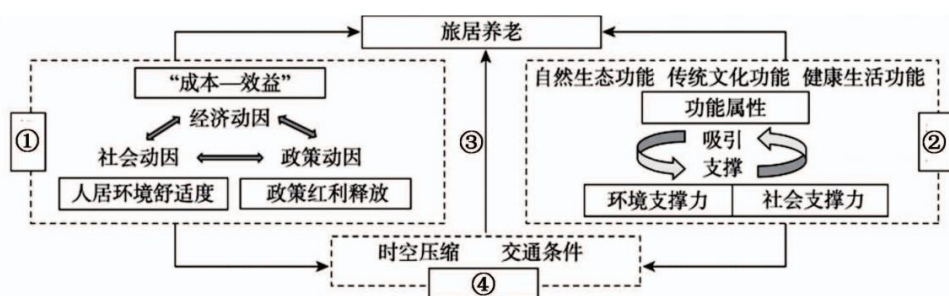 旅居养老
“成本—效益”
经济动因
社会动因 政策动因
人居环境舒适度 政策红利释放
①
③
自然生态功能 传统文化功能 健康生活功能
功能属性
吸引
支撑
环境支撑力 社会支撑力
②
时空压缩 交通条件
④